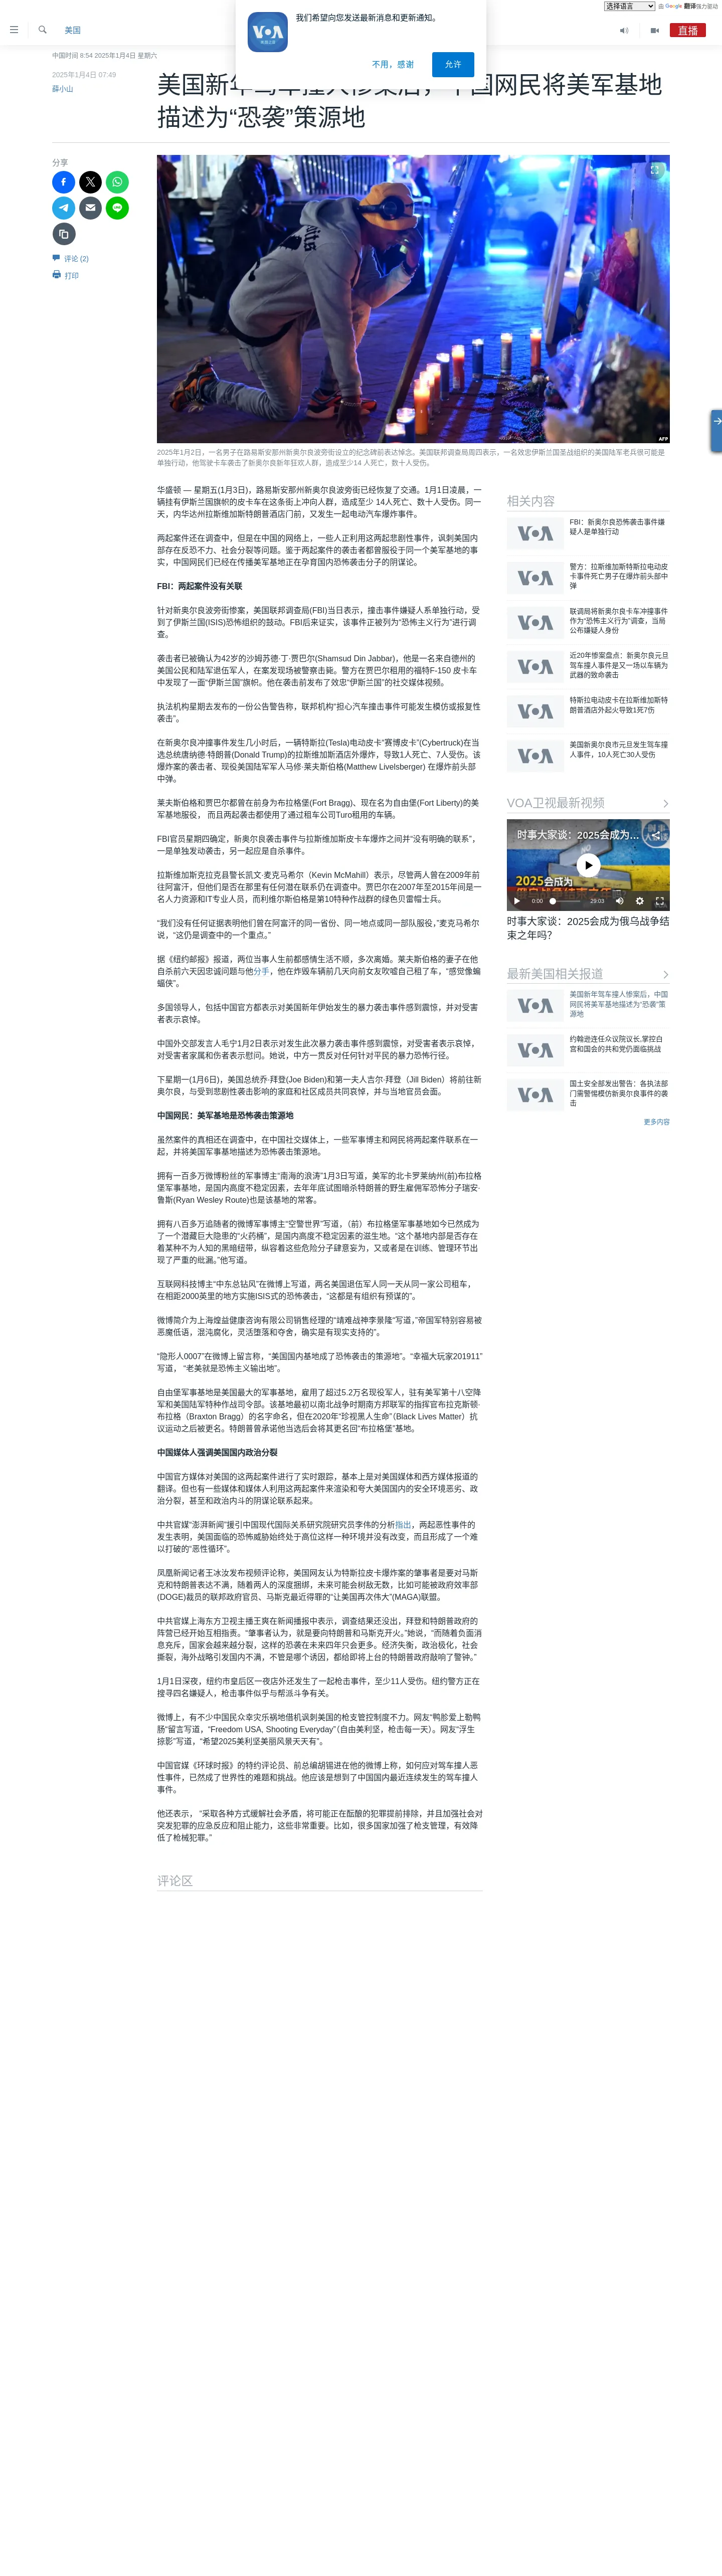 选择语言
由 Google 翻译强力驱动
美国
直播
我们希望向您发送最新消息和更新通知。
不用，感谢
允许
中国时间 8:54 2025年1月4日 星期六
2025年1月4日 07:49
薛小山
描述为“恐袭”策源地
分享
评论 (2)
打印
AFP
2025年1月2日，一名男子在路易斯安那州新奥尔良波旁街设立的纪念碑前表达悼念。美国联邦调查局周四表示，一名效忠伊斯兰国圣战组织的美国陆军老兵很可能是
单独行动，他驾驶卡车袭击了新奥尔良新年狂欢人群，造成至少14 人死亡，数十人受伤。
华盛顿 — 星期五(1月3日)，路易斯安那州新奥尔良波旁街已经恢复了交通。1月1日凌晨，一
辆挂有伊斯兰国旗帜的皮卡车在这条街上冲向人群，造成至少 14人死亡、数十人受伤。同一
天，内华达州拉斯维加斯特朗普酒店门前，又发生一起电动汽车爆炸事件。
两起案件还在调查中，但是在中国的网络上，一些人正利用这两起悲剧性事件，讽刺美国内
部存在反恐不力、社会分裂等问题。鉴于两起案件的袭击者都曾服役于同一个美军基地的事
实，中国网民们已经在传播美军基地正在孕育国内恐怖袭击分子的阴谋论。
FBI：两起案件没有关联
针对新奥尔良波旁街惨案，美国联邦调查局(FBI)当日表示，撞击事件嫌疑人系单独行动，受
到了伊斯兰国(ISIS)恐怖组织的鼓动。FBI后来证实，该事件正被列为“恐怖主义行为”进行调
查。
袭击者已被确认为42岁的沙姆苏德·丁·贾巴尔(Shamsud Din Jabbar)，他是一名来自德州的
美国公民和陆军退伍军人，在案发现场被警察击毙。警方在贾巴尔租用的福特F-150 皮卡车
中发现了一面“伊斯兰国”旗帜。他在袭击前发布了效忠“伊斯兰国”的社交媒体视频。
执法机构星期去发布的一份公告警告称，联邦机构“担心汽车撞击事件可能发生模仿或报复性
袭击”。
在新奥尔良冲撞事件发生几小时后，一辆特斯拉(Tesla)电动皮卡“赛博皮卡”(Cybertruck)在当
选总统唐纳德·特朗普(Donald Trump)的拉斯维加斯酒店外爆炸，导致1人死亡、7人受伤。该
爆炸案的袭击者、现役美国陆军军人马修·莱夫斯伯格(Matthew Livelsberger) 在爆炸前头部
中弹。
莱夫斯伯格和贾巴尔都曾在前身为布拉格堡(Fort Bragg)、现在名为自由堡(Fort Liberty)的美
军基地服役， 而且两起袭击都使用了通过租车公司Turo租用的车辆。
FBI官员星期四确定，新奥尔良袭击事件与拉斯维加斯皮卡车爆炸之间并“没有明确的联系”，
一是单独发动袭击，另一起应是自杀事件。
拉斯维加斯克拉克县警长凯文·麦克马希尔（Kevin McMahill）表示，尽管两人曾在2009年前
往阿富汗，但他们是否在那里有任何潜在联系仍在调查中。贾巴尔在2007年至2015年间是一
名人力资源和IT专业人员，而利维尔斯伯格是第10特种作战群的绿色贝雷帽士兵。
“我们没有任何证据表明他们曾在阿富汗的同一省份、同一地点或同一部队服役，”麦克马希尔
说，“这仍是调查中的一个重点。”
据《纽约邮报》报道，两位当事人生前都感情生活不顺，多次离婚。莱夫斯伯格的妻子在他
自杀前六天因忠诚问题与他分手，他在炸毁车辆前几天向前女友吹嘘自己租了车，“感觉像蝙
蝠侠”。
多国领导人，包括中国官方都表示对美国新年伊始发生的暴力袭击事件感到震惊，并对受害
者表示哀悼。
中国外交部发言人毛宁1月2日表示对发生此次暴力袭击事件感到震惊，对受害者表示哀悼，
对受害者家属和伤者表示慰问。她说，中方一贯反对任何针对平民的暴力恐怖行径。
下星期一(1月6日)，美国总统乔·拜登(Joe Biden)和第一夫人吉尔·拜登（Jill Biden）将前往新
奥尔良，与受到悲剧性袭击影响的家庭和社区成员共同哀悼，并与当地官员会面。
中国网民：美军基地是恐怖袭击策源地
虽然案件的真相还在调查中，在中国社交媒体上，一些军事博主和网民将两起案件联系在一
起，并将美国军事基地描述为恐怖袭击策源地。
拥有一百多万微博粉丝的军事博主“南海的浪涛”1月3日写道，美军的北卡罗莱纳州(前)布拉格
堡军事基地，是国内高度不稳定因素，去年年底试图暗杀特朗普的野生雇佣军恐怖分子瑞安·
鲁斯(Ryan Wesley Route)也是该基地的常客。
拥有八百多万追随者的微博军事博主“空警世界”写道，（前）布拉格堡军事基地如今已然成为
了一个潜藏巨大隐患的“火药桶”，是国内高度不稳定因素的滋生地。“这个基地内部是否存在
着某种不为人知的黑暗纽带，纵容着这些危险分子肆意妄为，又或者是在训练、管理环节出
现了严重的纰漏。”他写道。
互联网科技博主“中东总钻风”在微博上写道，两名美国退伍军人同一天从同一家公司租车，
在相距2000英里的地方实施ISIS式的恐怖袭击，“这都是有组织有预谋的”。
微博简介为上海煌益健康咨询有限公司销售经理的“靖难战神李景隆”写道，”帝国军特别容易被
恶魔低语，混沌腐化，灵活堕落和夺舍，确实是有现实支持的”。
“隐形人0007”在微博上留言称，“美国国内基地成了恐怖袭击的策源地”。“幸福大玩家201911”
写道， “老美就是恐怖主义输出地”。
自由堡军事基地是美国最大的军事基地，雇用了超过5.2万名现役军人，驻有美军第十八空降
军和美国陆军特种作战司令部。该基地最初以南北战争时期南方邦联军的指挥官布拉克斯顿·
布拉格（Braxton Bragg）的名字命名，但在2020年“珍视黑人生命”（Black Lives Matter）抗
议运动之后被更名。特朗普曾承诺他当选后会将其更名回“布拉格堡”基地。
中国媒体人强调美国国内政治分裂
中国官方媒体对美国的这两起案件进行了实时跟踪，基本上是对美国媒体和西方媒体报道的
翻译。但也有一些媒体和媒体人利用这两起案件来渲染和夸大美国国内的安全环境恶劣、政
治分裂，甚至和政治内斗的阴谋论联系起来。
中共官媒“澎湃新闻”援引中国现代国际关系研究院研究员李伟的分析指出，两起恶性事件的
发生表明，美国面临的恐怖威胁始终处于高位这样一种环境并没有改变，而且形成了一个难
以打破的“恶性循环”。
凤凰新闻记者王冰汝发布视频评论称，美国网友认为特斯拉皮卡爆炸案的肇事者是要对马斯
克和特朗普表达不满，随着两人的深度捆绑，未来可能会树敌无数，比如可能被政府效率部
(DOGE)裁员的联邦政府官员、马斯克最近得罪的“让美国再次伟大”(MAGA)联盟。
中共官媒上海东方卫视主播王爽在新闻播报中表示，调查结果还没出，拜登和特朗普政府的
阵营已经开始互相指责。“肇事者认为，就是要向特朗普和马斯克开火。”她说，“而随着负面消
息充斥，国家会越来越分裂，这样的恐袭在未来四年只会更多。经济失衡，政治极化，社会
撕裂，海外战略引发国内不满，不管是哪个诱因，都给即将上台的特朗普政府敲响了警钟。”
1月1日深夜，纽约市皇后区一夜店外还发生了一起枪击事件，至少11人受伤。纽约警方正在
搜寻四名嫌疑人，枪击事件似乎与帮派斗争有关。
微博上，有不少中国民众幸灾乐祸地借机讽刺美国的枪支管控制度不力。网友“鸭胗爱上勒鸭
肠”留言写道，“Freedom USA, Shooting Everyday”（自由美利坚，枪击每一天）。网友“浮生
掠影”写道，“希望2025美利坚美丽风景天天有”。
中国官媒《环球时报》的特约评论员、前总编胡锡进在他的微博上称，如何应对驾车撞人恶
性事件，已然成了世界性的难题和挑战。他应该是想到了中国国内最近连续发生的驾车撞人
事件。
他还表示， “采取各种方式缓解社会矛盾，将可能正在酝酿的犯罪提前排除，并且加强社会对
突发犯罪的应急反应和阻止能力，这些非常重要。比如，很多国家加强了枪支管理，有效降
低了枪械犯罪。”
评论区
相关内容
VOA
FBI：新奥尔良恐怖袭击事件嫌
疑人是单独行动
VOA
警方：拉斯维加斯特斯拉电动皮
卡事件死亡男子在爆炸前头部中
弹
VOA
联调局将新奥尔良卡车冲撞事件
作为“恐怖主义行为”调查，当局
公布嫌疑人身份
VOA
近20年惨案盘点：新奥尔良元旦
驾车撞人事件是又一场以车辆为
武器的致命袭击
VOA
特斯拉电动皮卡在拉斯维加斯特
朗普酒店外起火导致1死7伤
VOA
美国新奥尔良市元旦发生驾车撞
人事件，10人死亡30人受伤
VOA卫视最新视频
时事大家谈：2025会成为…
2025会成为
0:00
29:03
时事大家谈：2025会成为俄乌战争结
束之年吗？
最新美国相关报道
VOA
美国新年驾车撞人惨案后，中国
网民将美军基地描述为“恐袭”策
源地
VOA
约翰逊连任众议院议长,掌控白
宫和国会的共和党仍面临挑战
VOA
国土安全部发出警告：各执法部
门需警惕模仿新奥尔良事件的袭
击
更多内容